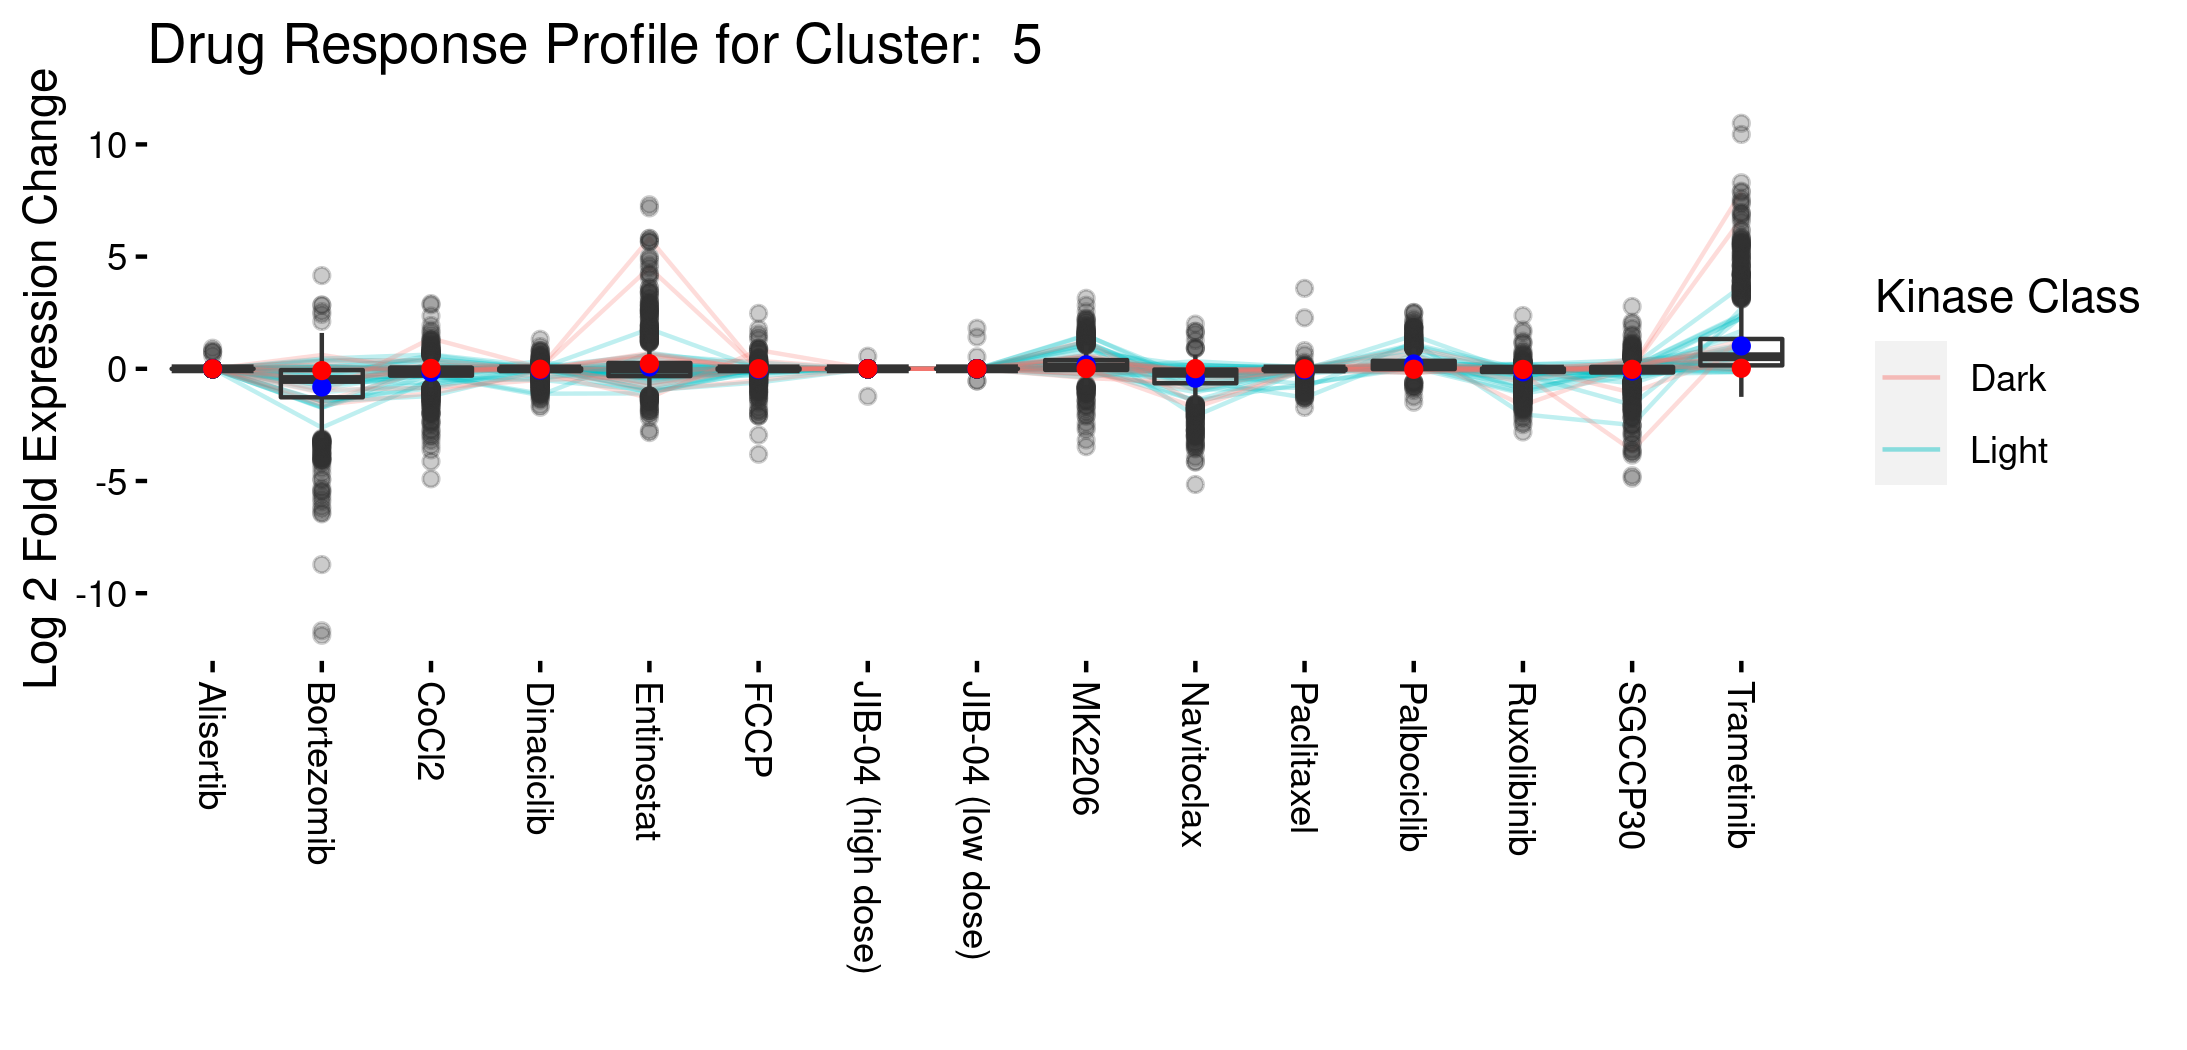 Drug Response Profile for Cluster: 5
Log 2 Fold Expression Change
10
5
0
-5
-10
Alisertib
Bortezomib
CoCl2
Dinaciclib
Entinostat
FCCP
JIB-04 (high dose)
JIB-04 (low dose)
MK2206
Navitoclax
Paclitaxel
Palbociclib
Ruxolibinib
SGCCP30
Trametinib
Kinase Class
Dark
Light